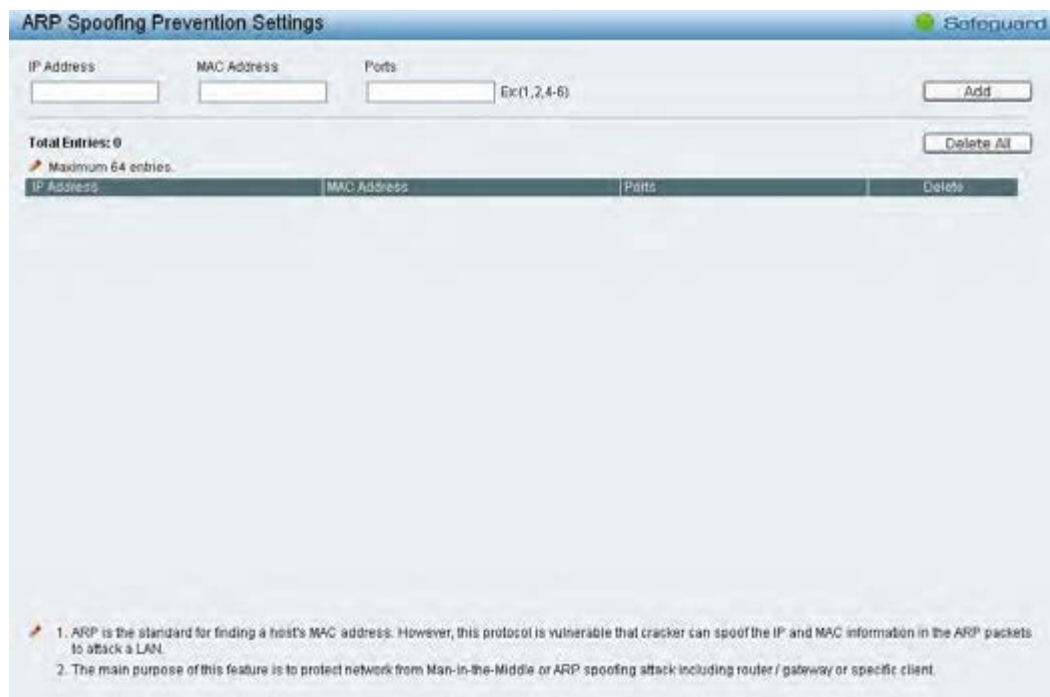 ARP Spoofing Prevention Settings
Safeguard
IP Address MAC Address Ports
Ex:(1,2,4-6) Add
Total Entries: 0 Delete All
Maximum 64 entries.
IP Address MAC Address Ports Delete
1. ARP is the standard for finding a host's MAC address. However, this protocol is vulnerable that cracker can spoof the IP and MAC information in the ARP packets
to attack a LAN.
2. The main purpose of this feature is to protect network from Man-in-the-Middle or ARP spoofing attack including router / gateway or specific client.